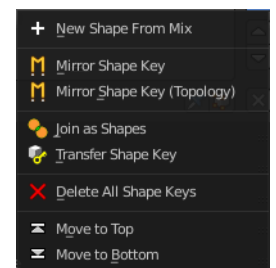 New Shape From Mix
Mirror Shape Key
Mirror Shape Key (Topology)
Join as Shapes
Transfer Shape Key
Delete All Shape Keys
Move to Top
Move to Bottom